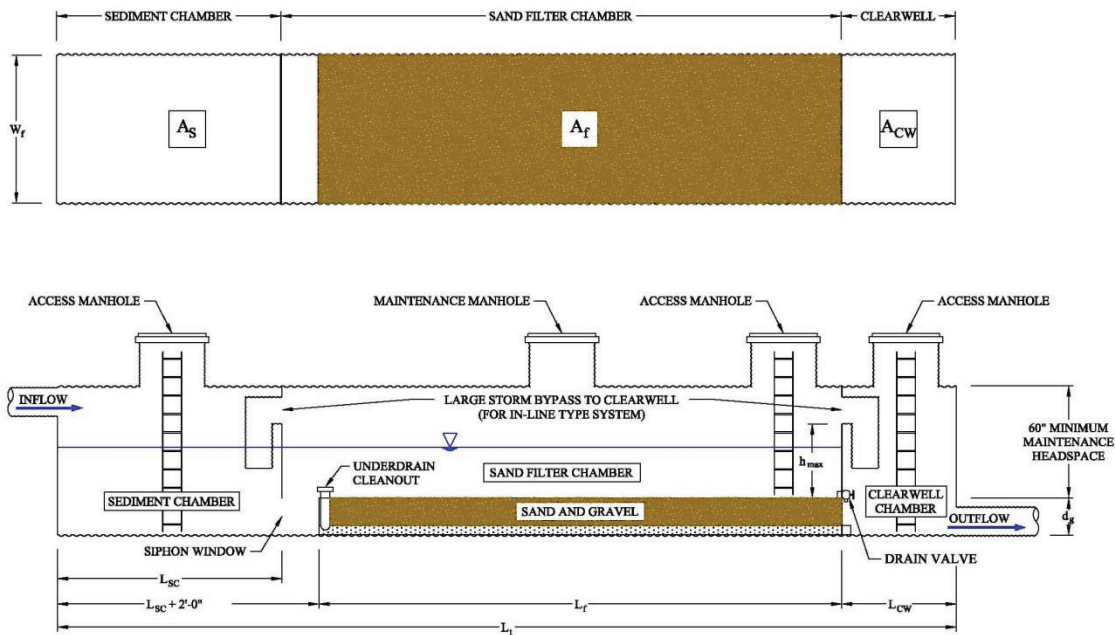 SEDIMENT CHAMBER
SAND FILTER CHAMBER
CLEARWELL
Wf
AS
Af
ACW
ACCESS MANHOLE
MAINTENANCE MANHOLE
ACCESS MANHOLE
ACCESS MANHOLE
INFLOW
LARGE STORM BYPASS TO CLEARWELL
(FOR IN-LINE TYPE SYSTEM)
60" MINIMUM
MAINTENANCE
HEADSPACE
hmax
UNDERDRAIN
CLEANOUT
SAND FILTER CHAMBER
SEDIMENT CHAMBER
CLEARWELL
CHAMBER
SAND AND GRAVEL
OUTFLOW
dg
SIPHON WINDOW
DRAIN VALVE
LSC
LSC + 2'-0"
Lf
LCW
Lt